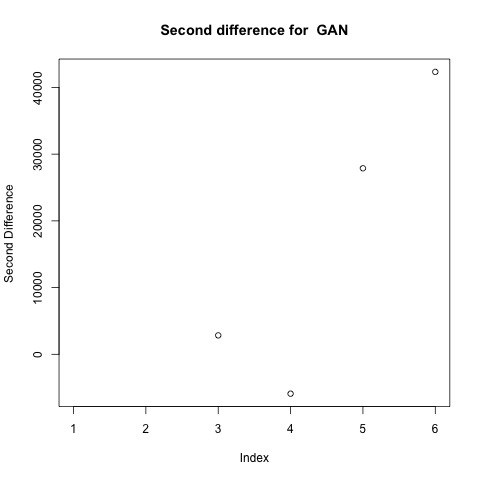 Second difference for  GAN
Second Difference
40000
30000
20000
10000
0
1 2 3 4 5 6
Index